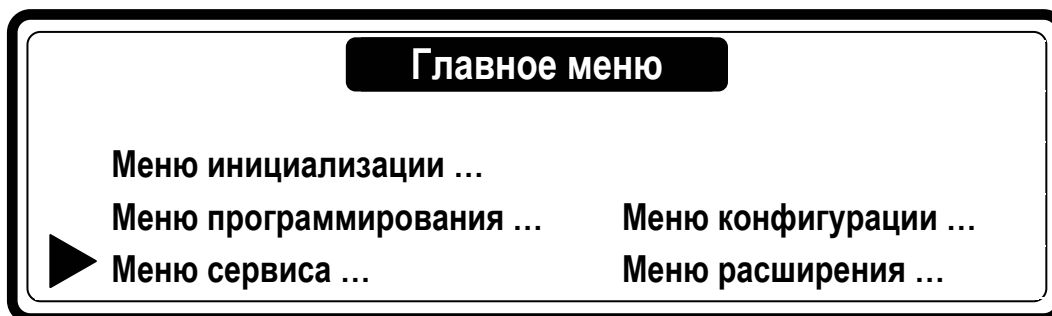 Главное меню
Меню инициализации ...
Меню программирования ... Меню конфигурации ...
Меню сервиса ... Меню расширения ...